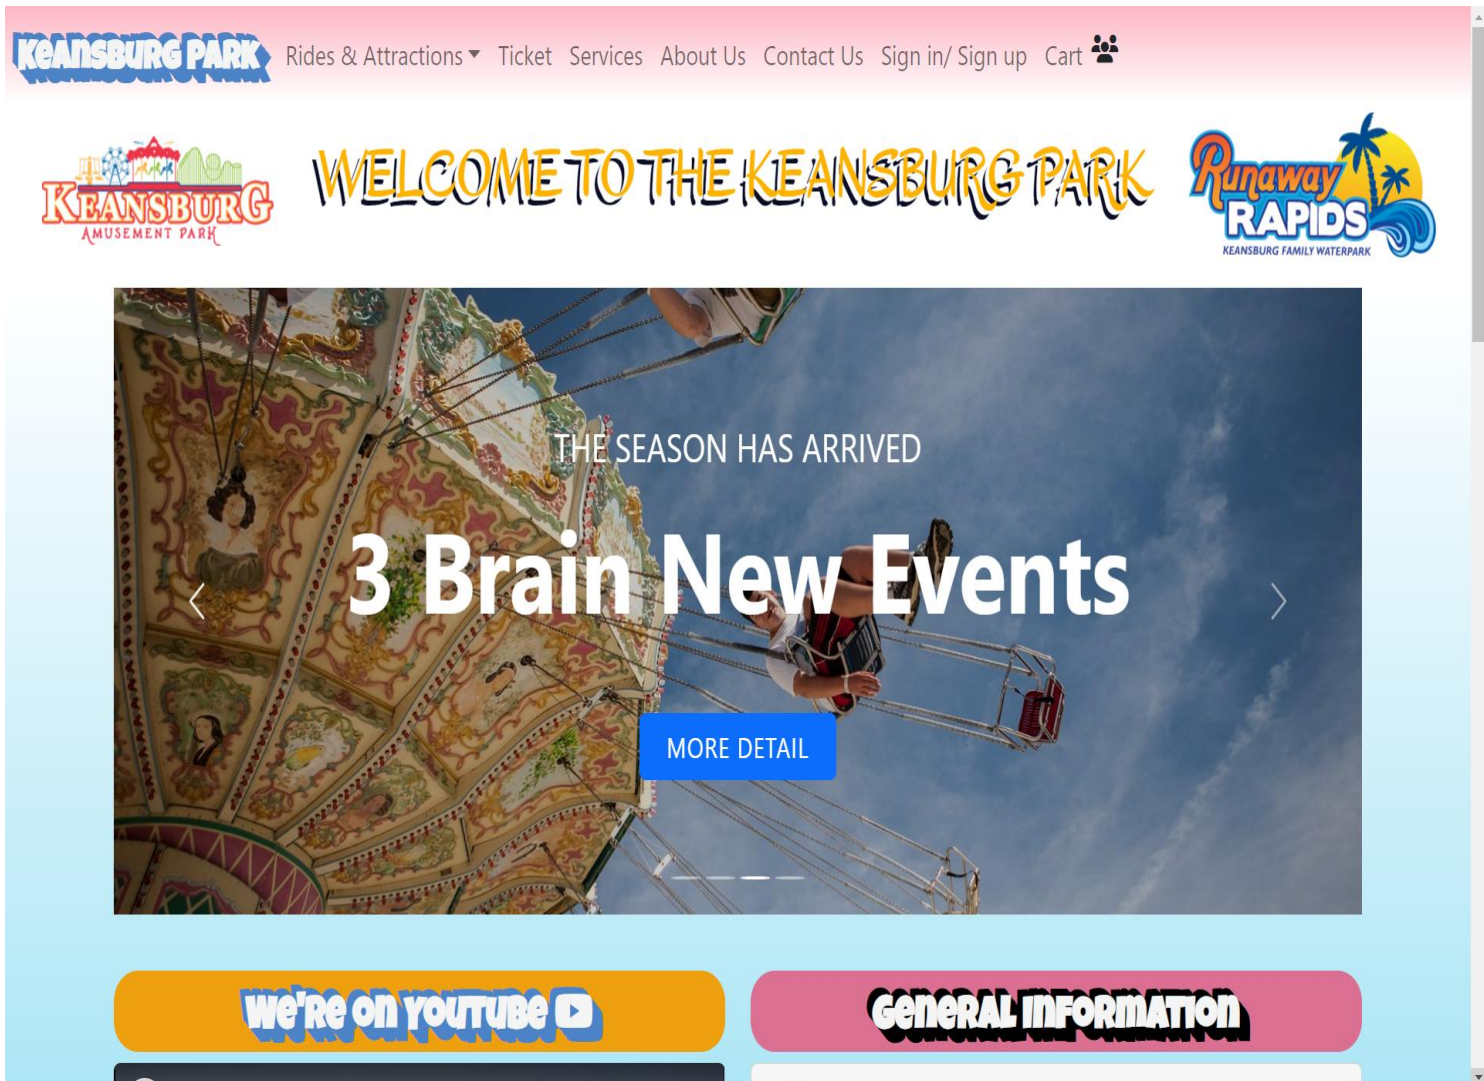 KEANSBURG PARK Rides & Attractions Ticket Services About Us Contact Us Sign in/ Sign up Cart
KEANSBURG
AMUSEMENT PARK
WELCOME TO THE KEANSBURG PARK
Runaway
RAPIDS
KEANSBURG FAMILY WATERPARK
THE SEASON HAS ARRIVED
3 Brain New Events
MORE DETAIL
We're on YouTube
General Information